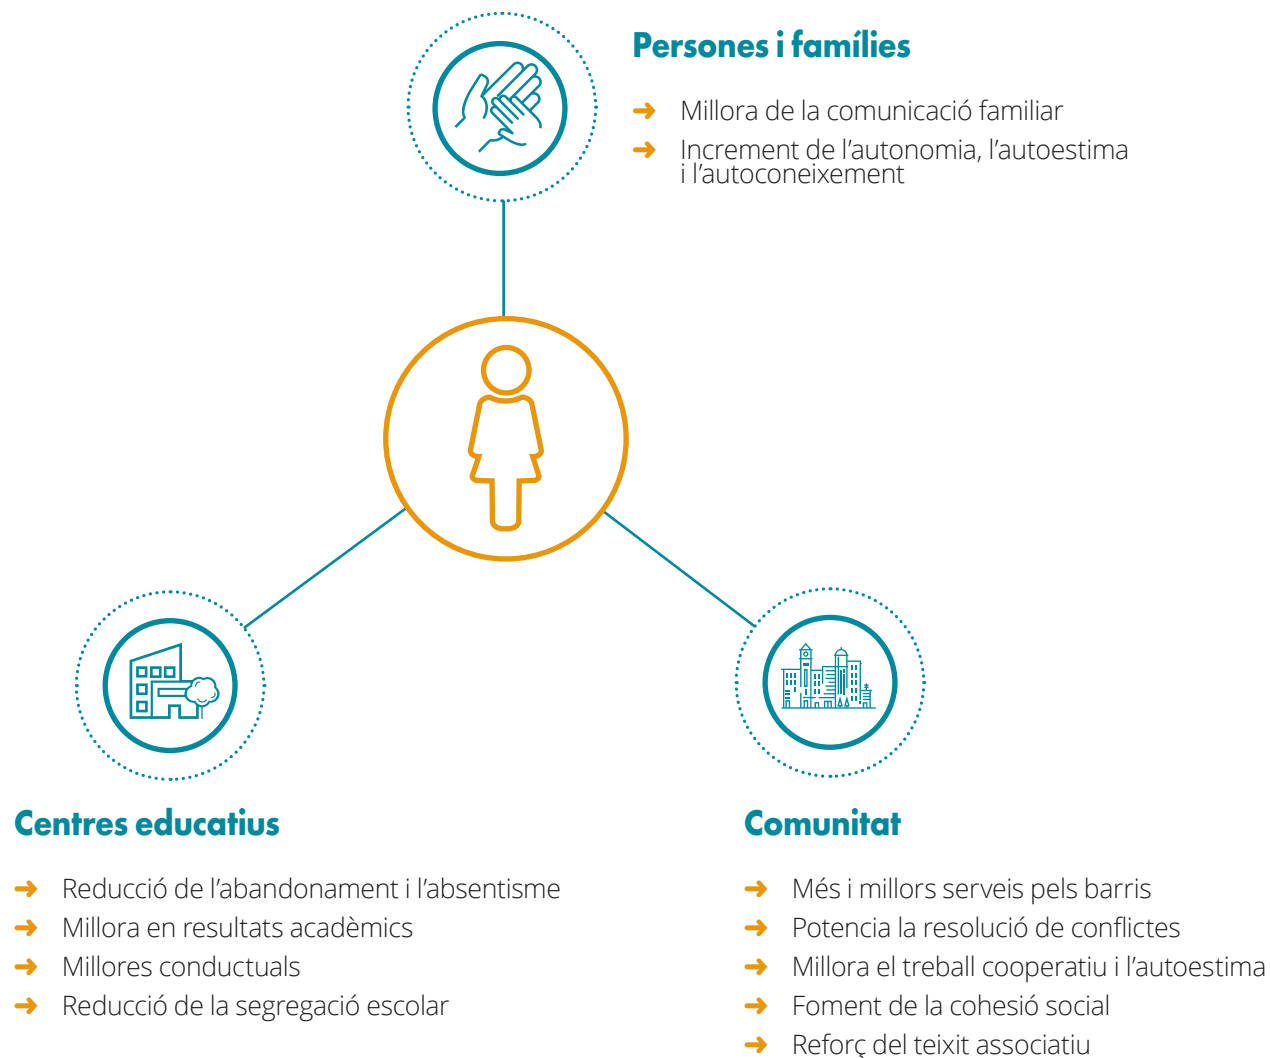 Persones i famílies
Millora de la comunicació familiar
Increment de l’autonomia, l’autoestima
i l’autoconeixement
Centres educatius
Reducció de l’abandonament i l’absentisme
Millora en resultats acadèmics
Millores conductuals
Reducció de la segregació escolar
Comunitat
Més i millors serveis pels barris
Potencia la resolució de conflictes
Millora el treball cooperatiu i l’autoestima
Foment de la cohesió social
Reforç del teixit associatiu